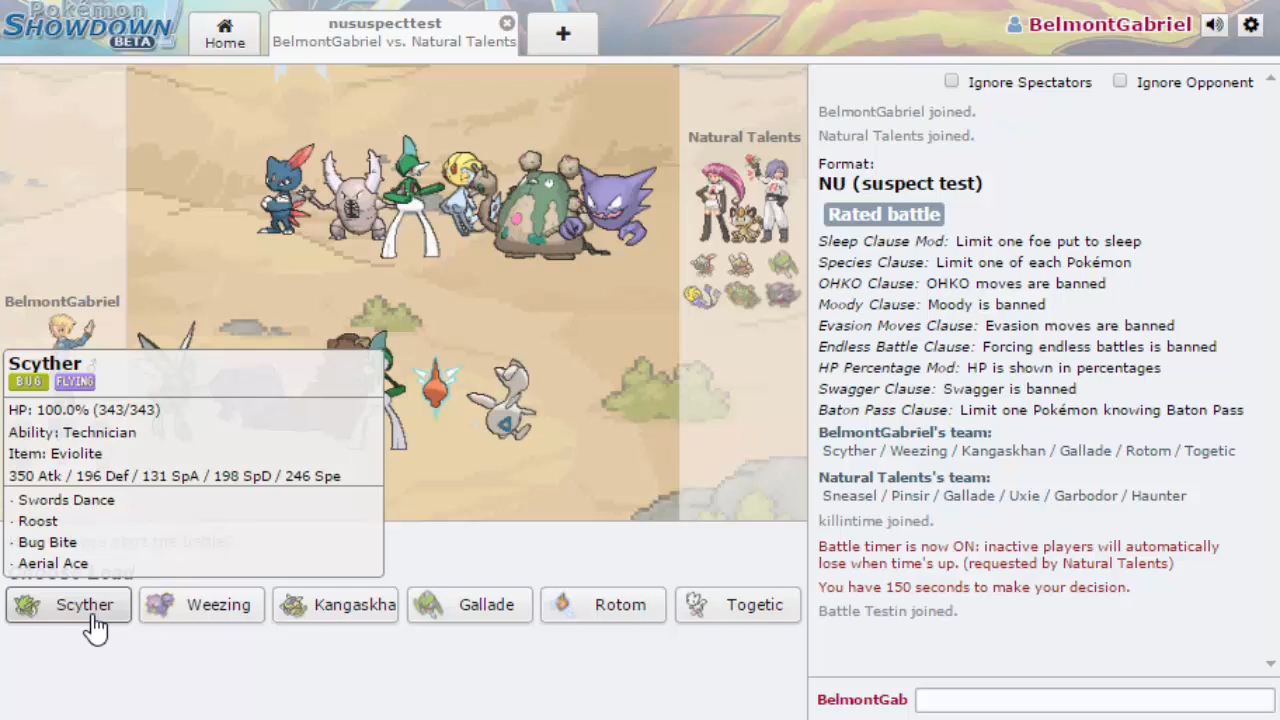 Pokémon
SHOWDOWN
BETA
Home
nususpecttest
BelmontGabriel vs. Natural Talents
+
BelmontGabriel
Natural Talents
BelmontGabriel
Scyther
BUG FLYING
HP: 100.0% (343/343)
Ability: Technician
Item: Eviolite
350 Atk / 196 Def / 131 SpA / 198 SpD / 246 Spe
· Swords Dance
· Roost
· Bug Bite
· Aerial Ace
Choose Lead
Scyther
Weezing
Kangaskha
Gallade
Rotom
Togetic
Ignore Spectators
Ignore Opponent
BelmontGabriel joined.
Natural Talents joined.
Format:
NU (suspect test)
Rated battle
Sleep Clause Mod: Limit one foe put to sleep
Species Clause: Limit one of each Pokémon
OHKO Clause: OHKO moves are banned
Moody Clause: Moody is banned
Evasion Moves Clause: Evasion moves are banned
Endless Battle Clause: Forcing endless battles is banned
HP Percentage Mod: HP is shown in percentages
Swagger Clause: Swagger is banned
Baton Pass Clause: Limit one Pokémon knowing Baton Pass
BelmontGabriel's team:
Scyther / Weezing / Kangaskhan / Gallade / Rotom / Togetic
Natural Talents's team:
Sneasel / Pinsir / Gallade / Uxie / Garbodor / Haunter
killintime joined.
Battle timer is now ON: inactive players will automatically
lose when time's up. (requested by Natural Talents)
You have 150 seconds to make your decision.
Battle Testin joined.
BelmontGab